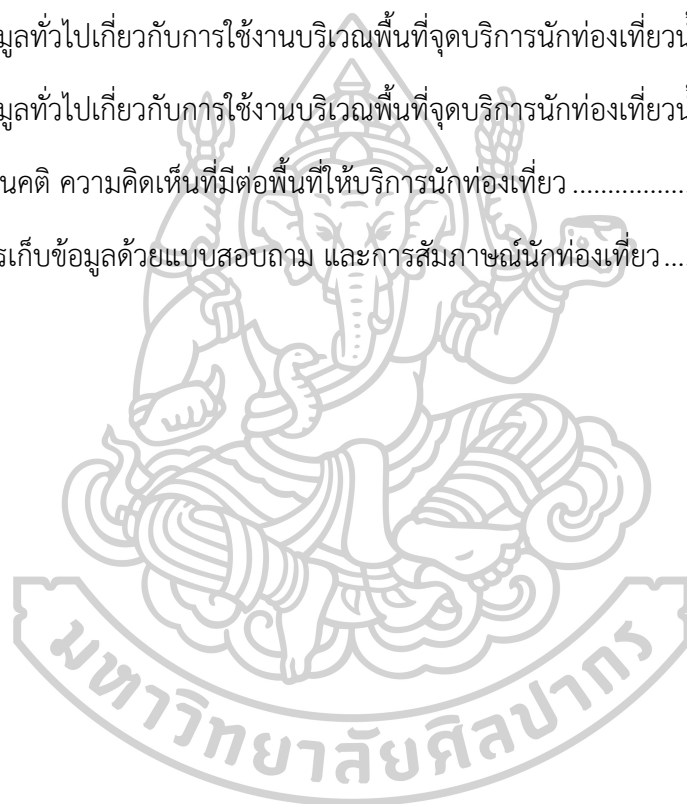 มูลทั่วไปเกี่ยวกับการใช้งานบริเวณพื้นที่จุดบริการนักท่องเที่ยว
มูลทั่วไปเกี่ยวกับการใช้งานบริเวณพื้นที่จุดบริการนักท่องเที่ยว
นคติ ความคิดเห็นที่มีต่อพื้นที่ให้บริการนักท่องเที่ยว .................
รเก็บข้อมูลด้วยแบบสอบถาม และการสัมภาษณ์นักท่องเที่ยว ....
มหาวิทยาลัยศิลปากร